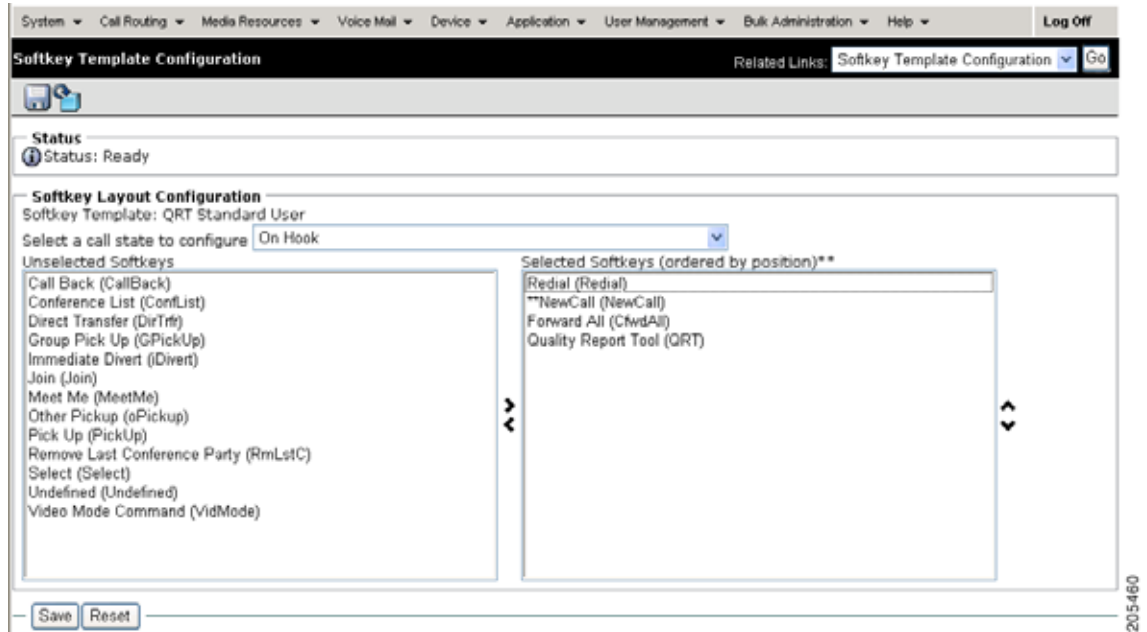 System Call Routing Media Resources Voice Mail Device Application User Management Bulk Administration Help Log Off
Softkey Template Configuration Related Links: Softkey Template Configuration Go
Status
Status: Ready
Softkey Layout Configuration
Softkey Template: QRT Standard User
Select a call state to configure On Hook
Unselected Softkeys
Call Back (CallBack)
Conference List (ConfList)
Direct Transfer (DirTrfr)
Group Pick Up (GPickUp)
Immediate Divert (iDivert)
Join (Join)
Meet Me (MeetMe)
Other Pickup (oPickup)
Pick Up (PickUp)
Remove Last Conference Party (RmLstC)
Select (Select)
Undefined (Undefined)
Video Mode Command (VidMode)
Selected Softkeys (ordered by position)**
Redial (Redial)
**NewCall (NewCall)
Forward All (CfwdAll)
Quality Report Tool (QRT)
Save Reset
205460